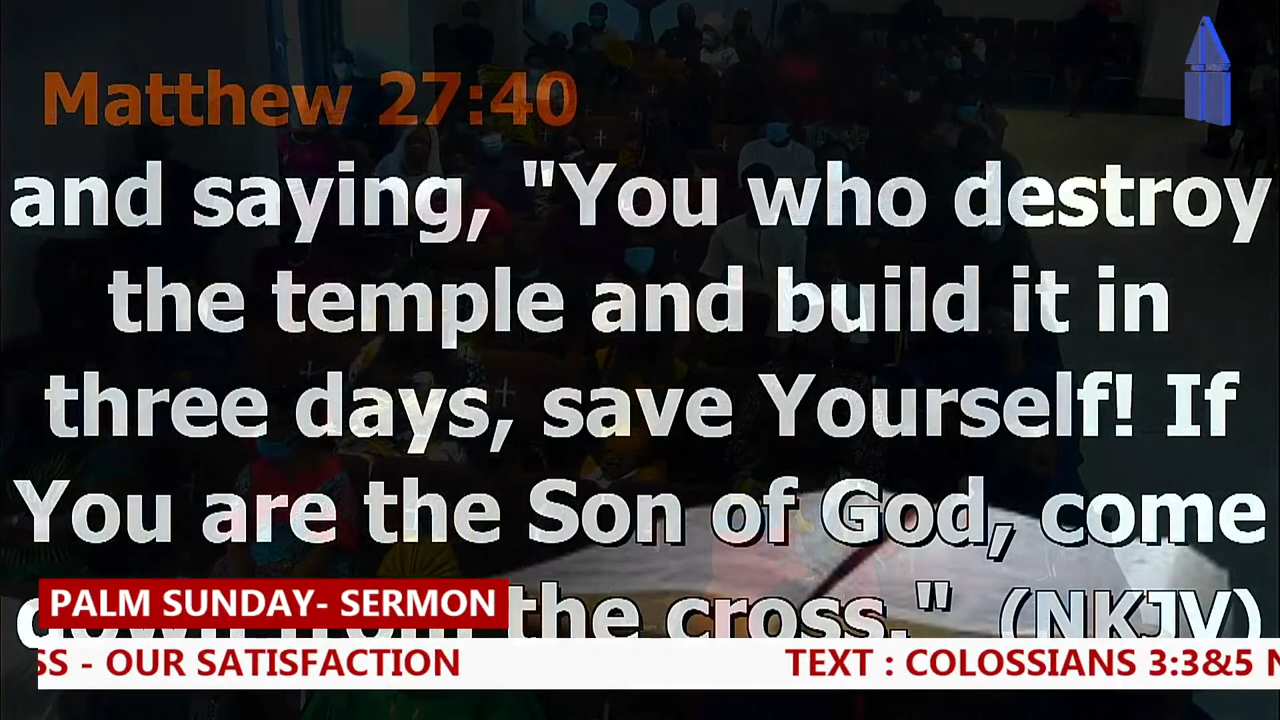 Matthew 27:40
and saying, "You who destroy
the temple and build it in
three days, save Yourself! If
You are the Son of God, come
down from the cross." (NKJV)
PALM SUNDAY- SERMON
SS - OUR SATISFACTION TEXT : COLOSSIANS 3:3&5 N